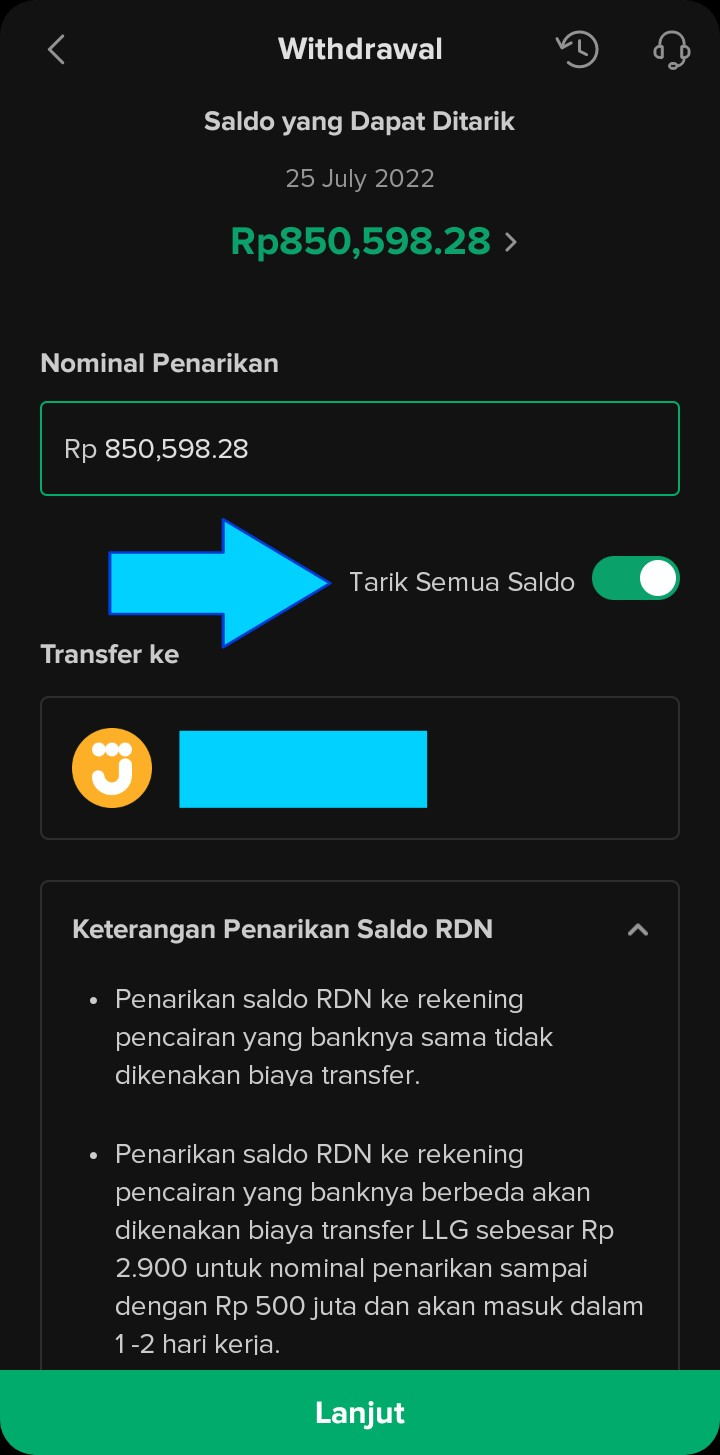 Withdrawal
Saldo yang Dapat Ditarik
25 July 2022
Rp850,598.28
Nominal Penarikan
Rp 850,598.28
Tarik Semua Saldo
Transfer ke
Keterangan Penarikan Saldo RDN
• Penarikan saldo RDN ke rekening
pencairan yang banknya sama tidak
dikenakan biaya transfer.
• Penarikan saldo RDN ke rekening
pencairan yang banknya berbeda akan
dikenakan biaya transfer LLG sebesar Rp
2.900 untuk nominal penarikan sampai
dengan Rp 500 juta dan akan masuk dalam
1 -2 hari kerja.
Lanjut